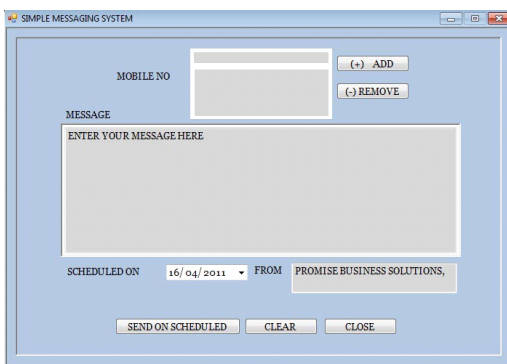 SIMPLE MESSAGING SYSTEM
MOBILE NO
(+) ADD
(-) REMOVE
MESSAGE
ENTER YOUR MESSAGE HERE
SCHEDULED ON 16/04/2011 FROM PROMISE BUSINESS SOLUTIONS,
SEND ON SCHEDULED CLEAR CLOSE